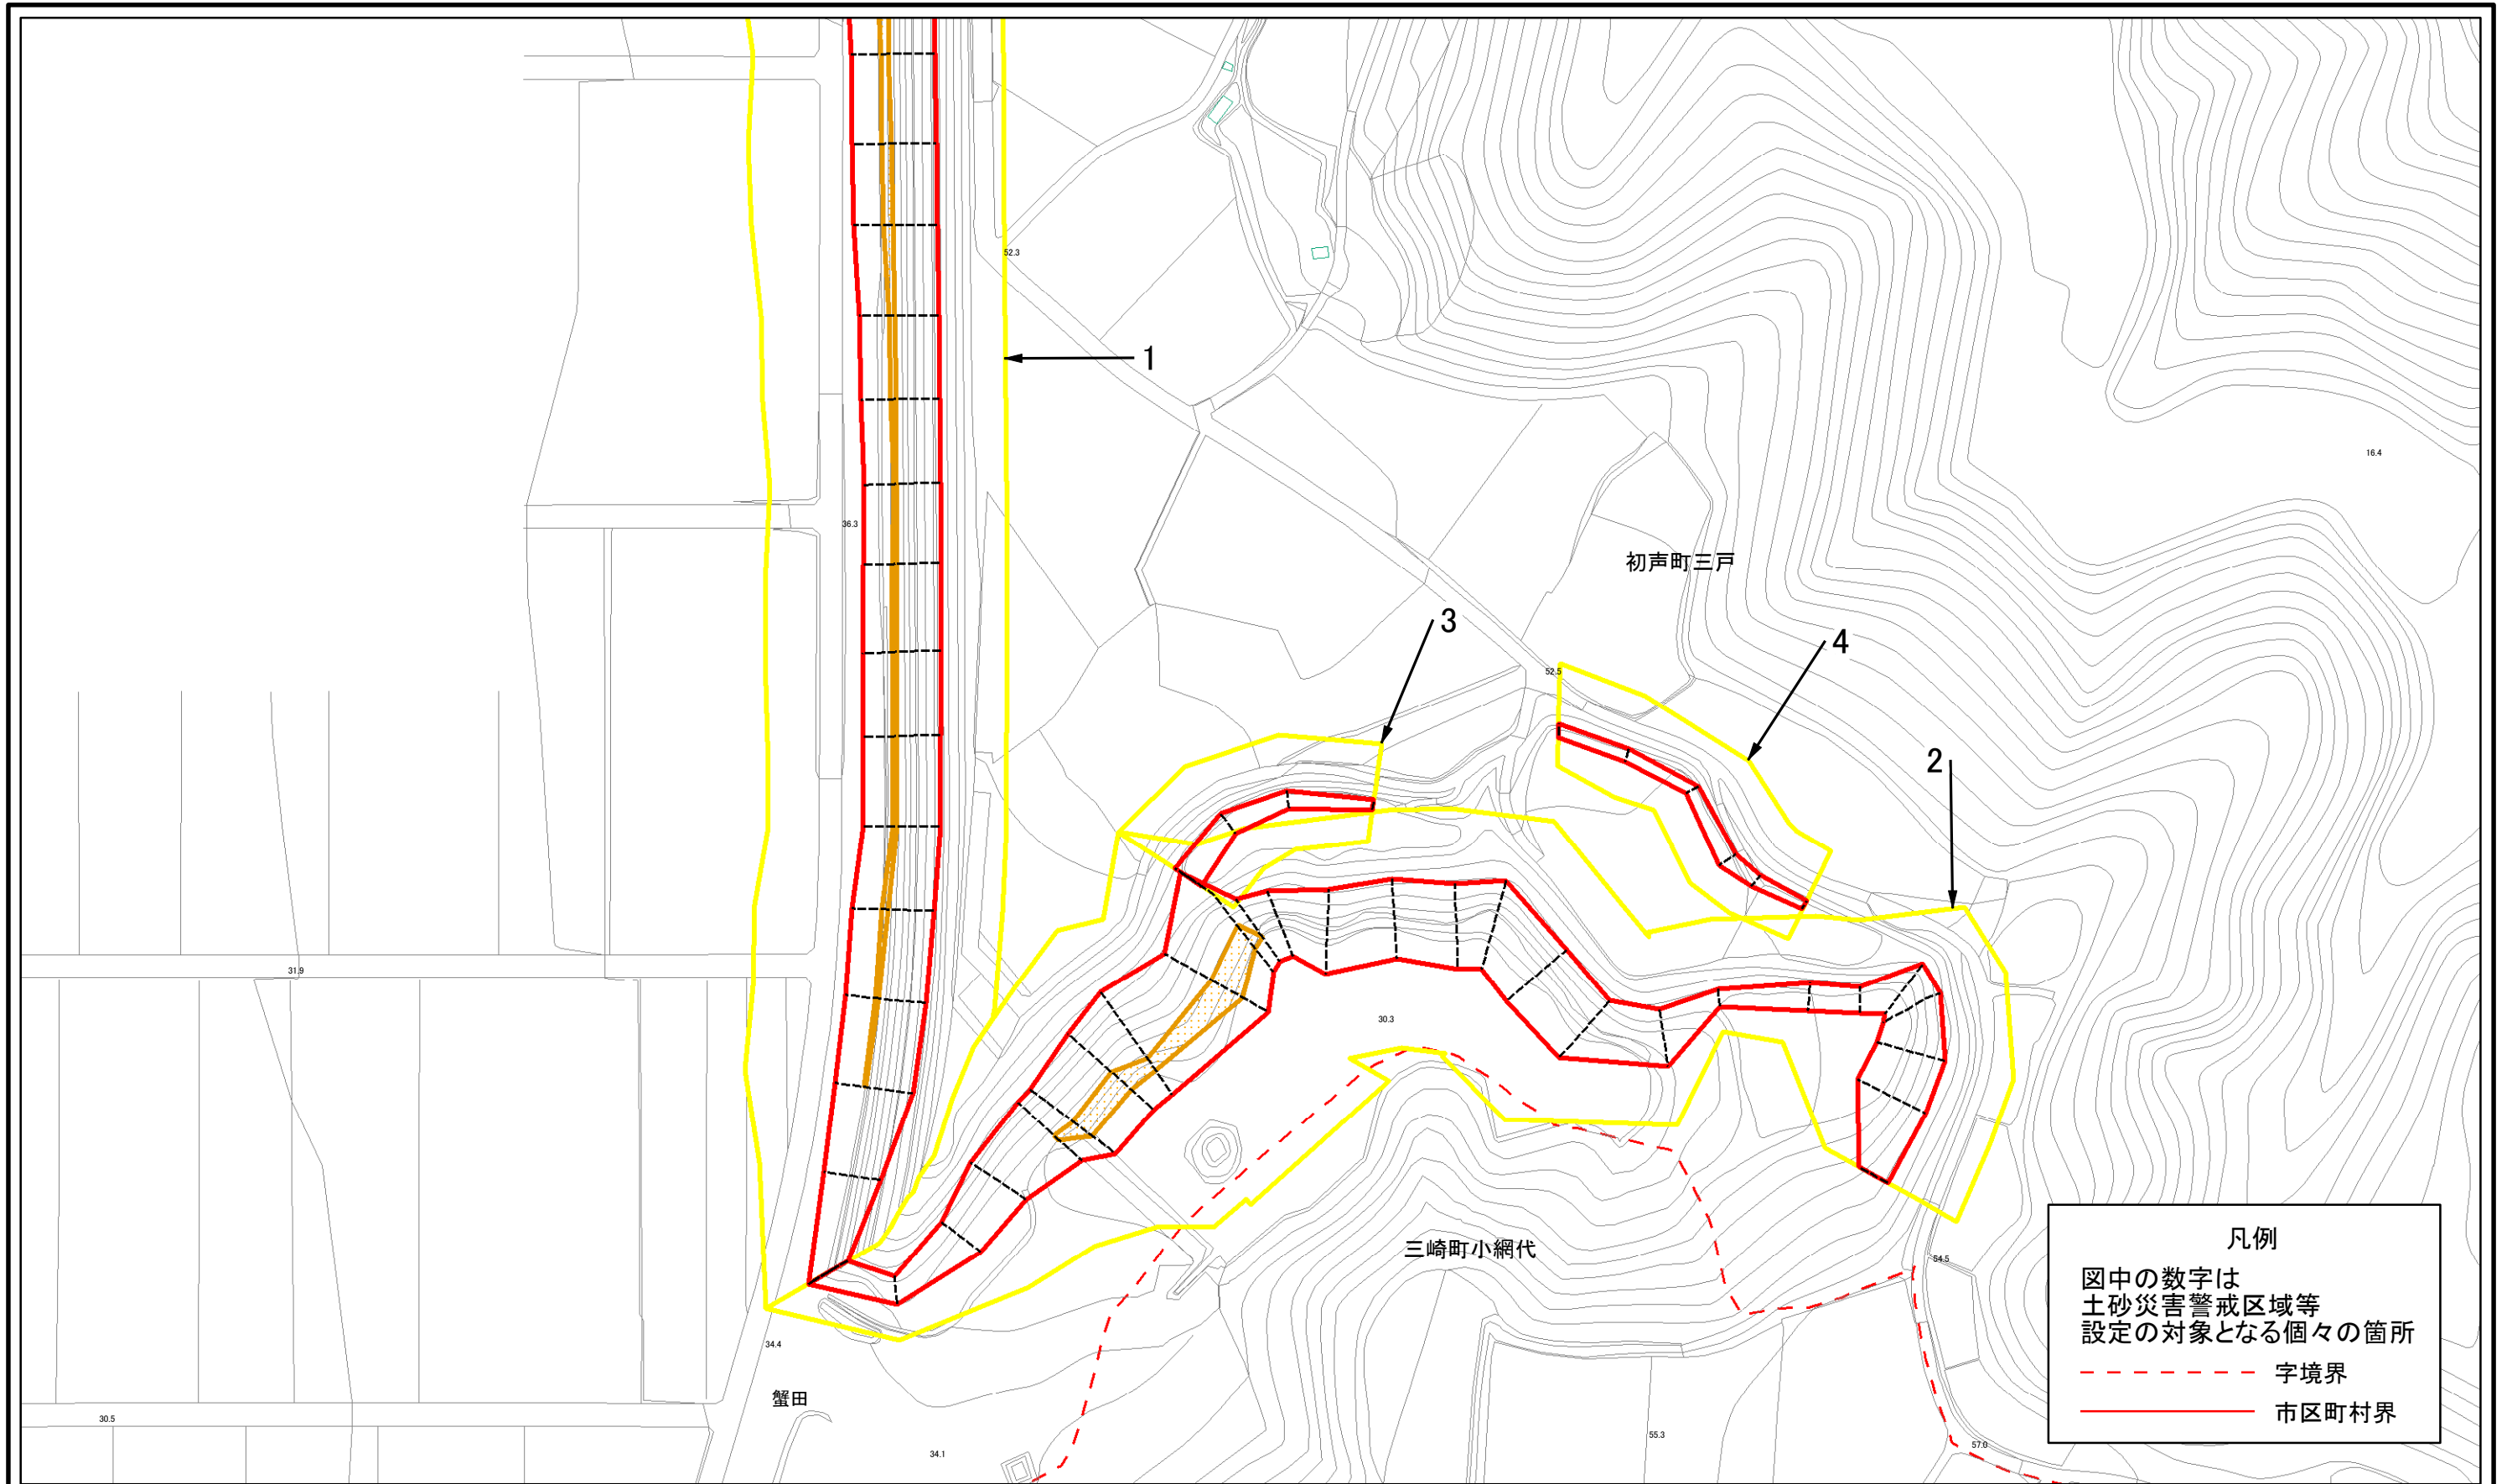 52.3
1
16.4
36.3
初声町三戸
3
4
52.5
2
31.9
30.3
三崎町小網代
54.5
34.4
蟹田
30.5
34.1
55.3
57.0
凡例
図中の数字は
土砂災害警戒区域等
設定の対象となる個々の箇所
字境界
市区町村界